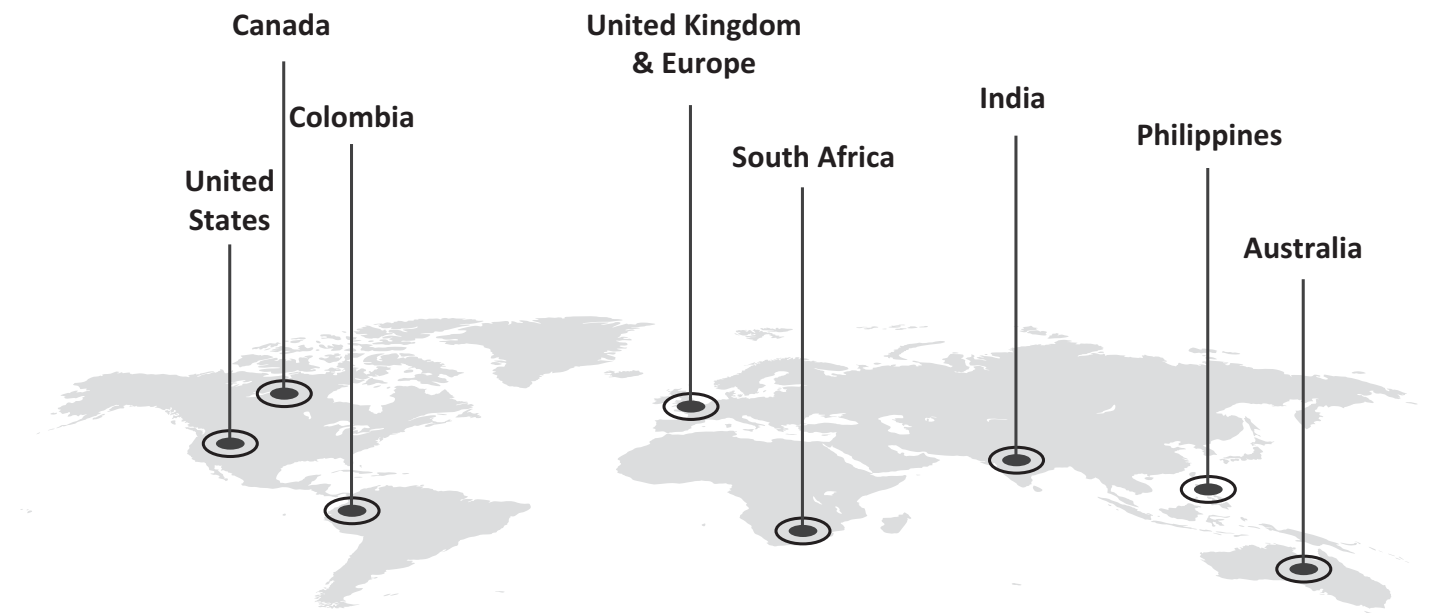 Canada
United Kingdom
& Europe
India
Colombia
Philippines
South Africa
United
States
Australia